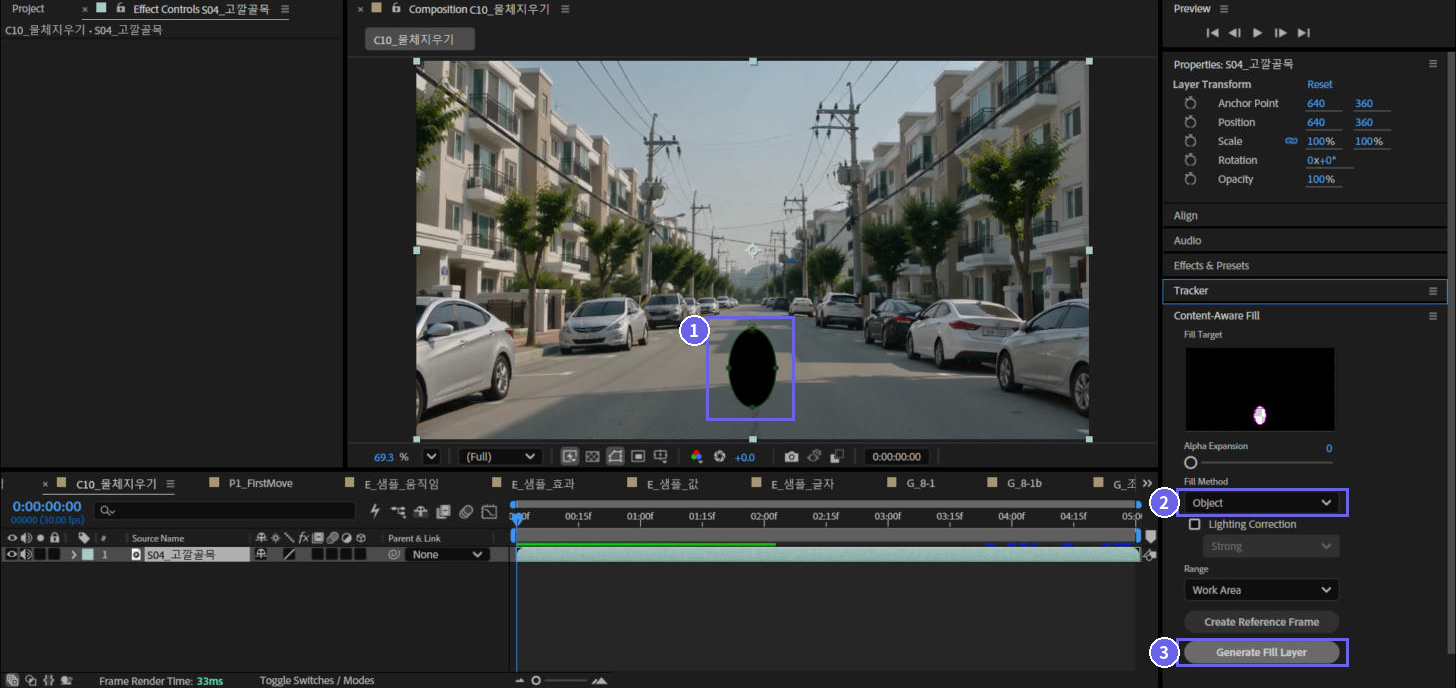 Project
Effect Controls S04_고깔골목
C10_물체지우기 • S04_고깔골목
Composition C10_물체지우기
C10_물체지우기
1
69.3 %
(Full)
+0.0
0:00:00:00
Preview
Properties: S04_고깔골목
Layer Transform
Reset
Anchor Point
640
360
Position
640
360
Scale
100%
100%
Rotation
0x+0°
Opacity
100%
Align
Audio
Effects & Presets
Tracker
Content-Aware Fill
Fill Target
Alpha Expansion
0
Fill Method
2
Object
Lighting Correction
Strong
Range
Work Area
Create Reference Frame
3
Generate Fill Layer
C10_물체지우기
P1_FirstMove
E_샘플_움직임
E_샘플_효과
E_샘플_값
E_샘플_글자
G_8-1
G_8-1b
0:00:00:00
00000 (30.00 fps)
00:15f
01:00f
01:15f
02:00f
02:15f
03:00f
03:15f
04:00f
04:15f
#
Source Name
fx
Parent & Link
1
S04_고깔골목
None
Frame Render Time: 33ms
Toggle Switches / Modes